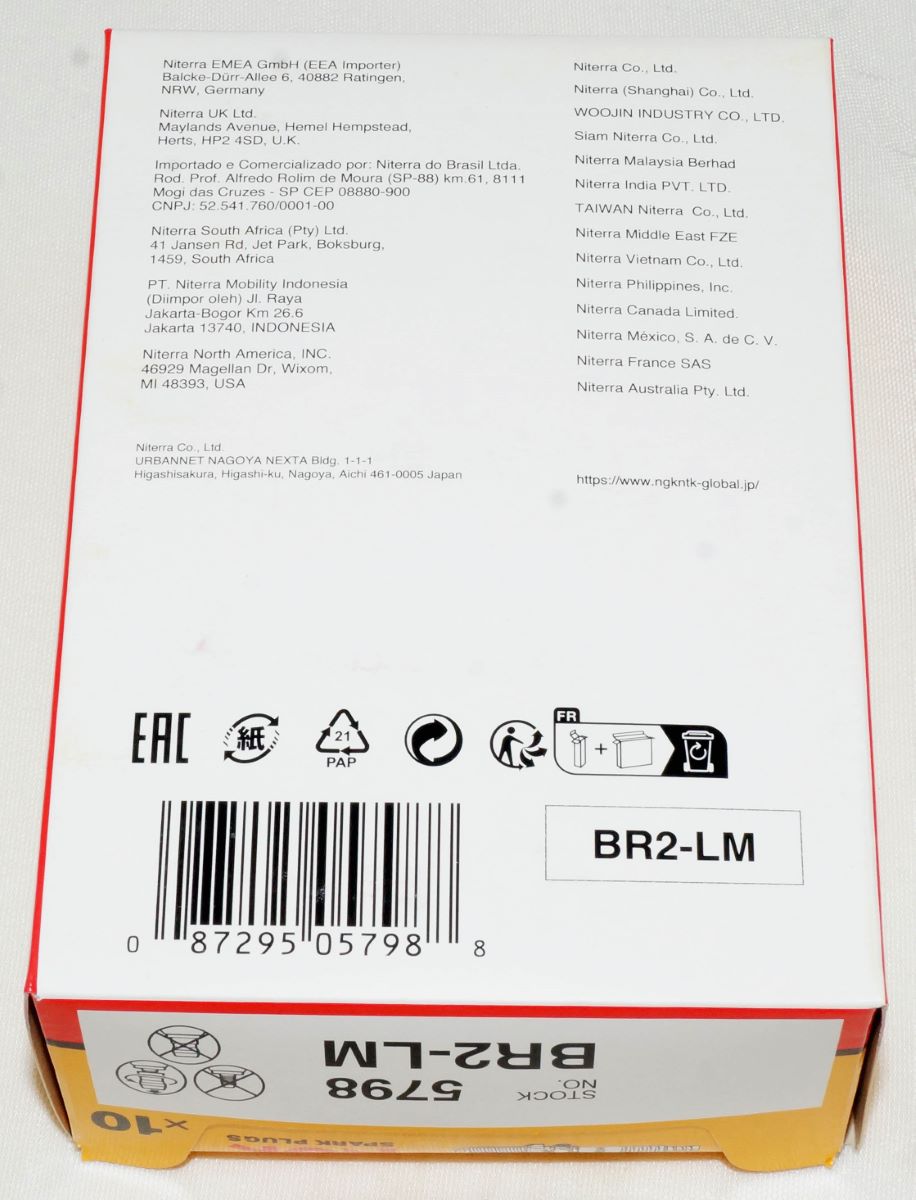 Niterra EMEA GmbH (EEA Importer)
Balcke-Dürr-Allee 6, 40882 Ratingen,
NRW, Germany
Niterra UK Ltd.
Maylands Avenue, Hemel Hempstead,
Herts, HP2 4SD, U.K.
Importado e Comercializado por: Niterra do Brasil Ltda.
Rod. Prof. Alfredo Rolim de Moura (SP-88) km.61, 8111
Mogi das Cruzes - SP CEP 08880-900
CNPJ: 52.541.760/0001-00
Niterra South Africa (Pty) Ltd.
41 Jansen Rd, Jet Park, Boksburg,
1459, South Africa
PT. Niterra Mobility Indonesia
(Diimpor oleh) Jl. Raya
Jakarta-Bogor Km 26.6
Jakarta 13740, INDONESIA
Niterra North America, INC.
46929 Magellan Dr, Wixom,
MI 48393, USA
Niterra Co., Ltd.
URBANNET NAGOYA NEXTA Bldg. 1-1-1
Higashisakura, Higashi-ku, Nagoya, Aichi 461-0005 Japan
Niterra Co., Ltd.
Niterra (Shanghai) Co., Ltd.
WOOJIN INDUSTRY CO., LTD.
Siam Niterra Co., Ltd.
Niterra Malaysia Berhad
Niterra India PVT. LTD.
TAIWAN Niterra Co., Ltd.
Niterra Middle East FZE
Niterra Vietnam Co., Ltd.
Niterra Philippines, Inc.
Niterra Canada Limited.
Niterra México, S. A. de C. V.
Niterra France SAS
Niterra Australia Pty. Ltd.
https://www.ngkntk-global.jp/
EAC
紙
21
PAP
FR
+
BR2-LM
0 87295 05798 8
BR2-LM
STOCK
NO.
5798
×10
SPARK PLUGS